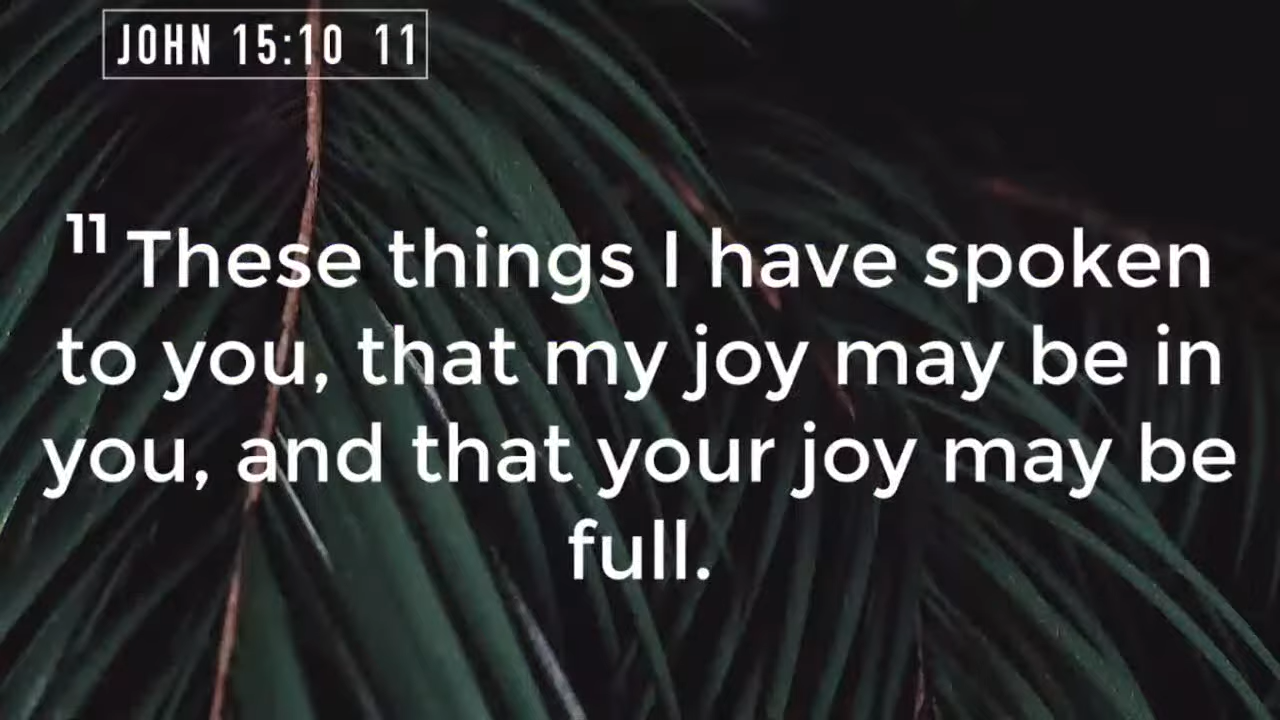 JOHN 15:10 11
11 These things I have spoken
to you, that my joy may be in
you, and that your joy may be
full.